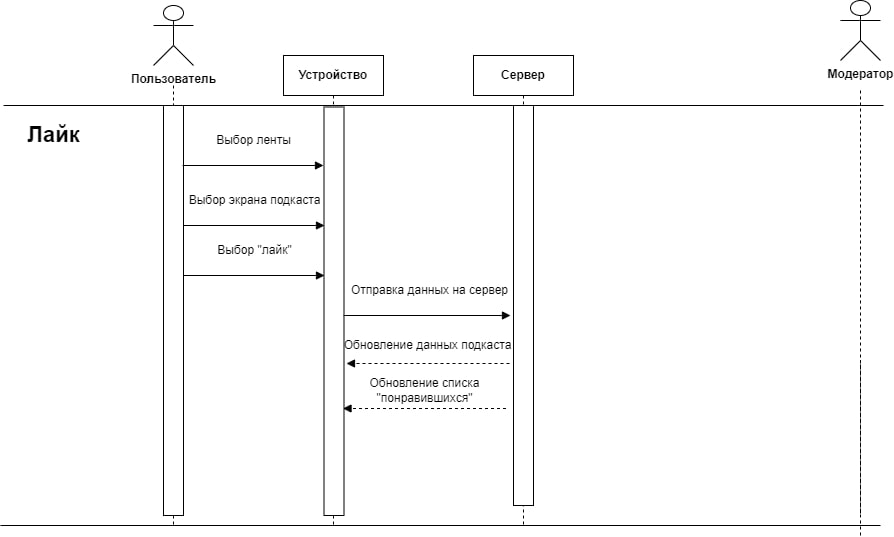 Пользователь
Устройство
Сервер
Модератор
Лайк
Выбор ленты
Выбор экрана подкаста
Выбор "лайк"
Отправка данных на сервер
Обновление данных подкаста
Обновление списка
"понравившихся"